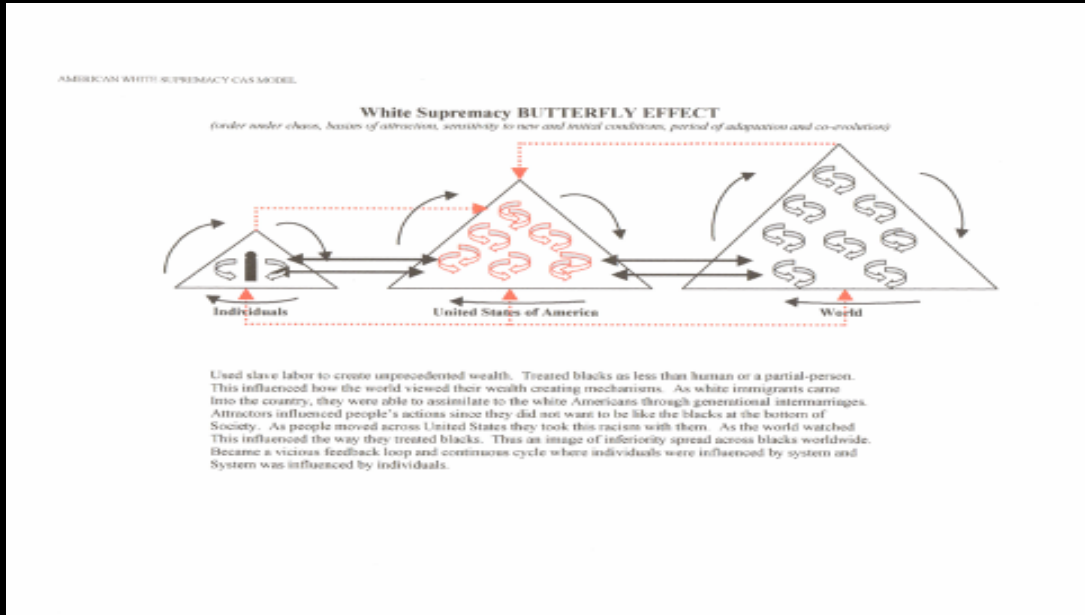 AMERICAN WHITE SUPREMACY CAS MODEL
White Supremacy BUTTERFLY EFFECT
(order under chaos, basins of attraction, sensitivity to new and initial conditions, period of adaptation and co-evolution)
Individuals
United States of America
World
Used slave labor to create unprecedented wealth. Treated blacks as less than human or a partial-person.
This influenced how the world viewed their wealth creating mechanisms. As white immigrants came
Into the country, they were able to assimilate to the white Americans through generational intermarriages.
Attractors influenced people's actions since they did not want to be like the blacks at the bottom of
Society. As people moved across United States they took this racism with them. As the world watched
This influenced the way they treated blacks. Thus an image of inferiority spread across blacks worldwide.
Became a vicious feedback loop and continuous cycle where individuals were influenced by system and
System was influenced by individuals.